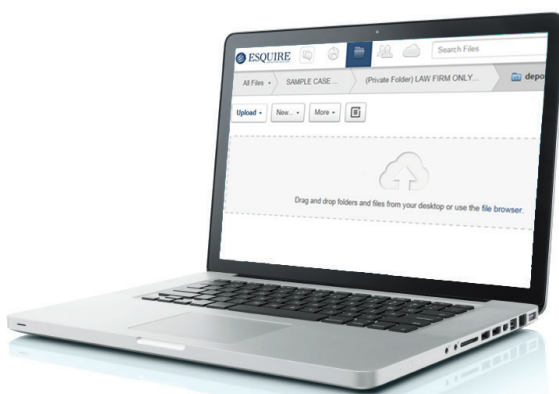 ESQUIRE
Search Files
All Files
SAMPLE CASE ...
(Private Folder) LAW FIRM ONLY...
depo
Upload
New...
More
Drag and drop folders and files from your desktop or use the file browser.